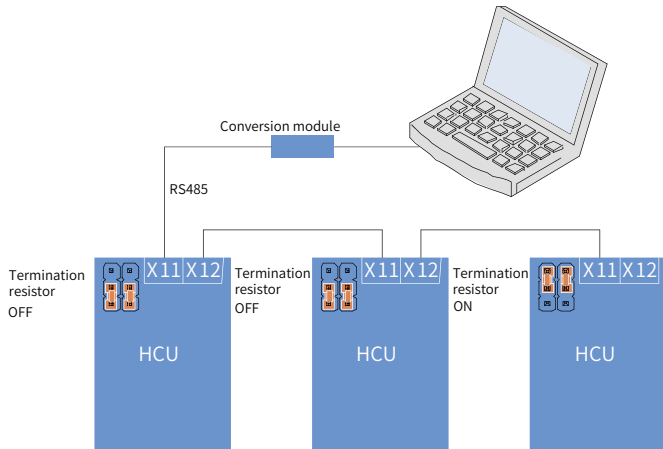 Conversion module
RS485
X11 X12
X11 X12
X11 X12
Termination
resistor
OFF
Termination
resistor
OFF
Termination
resistor
ON
HCU
HCU
HCU